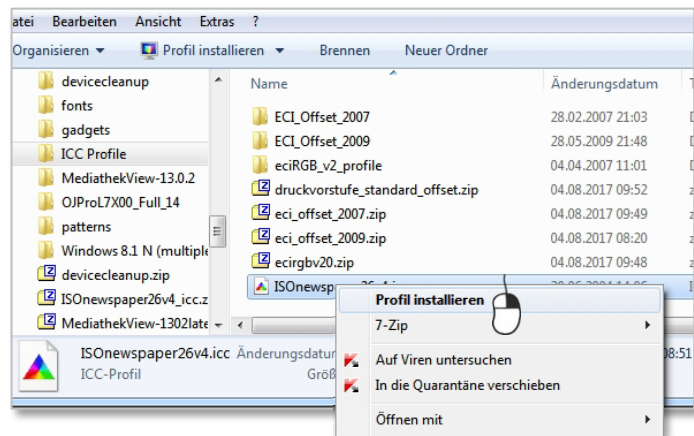 atei Bearbeiten Ansicht Extras ?
Organisieren Profil installieren Brennen Neuer Ordner
devicecleanup
fonts
gadgets
ICC Profile
MediathekView-13.0.2
OJProL7X00_Full_14
patterns
Windows 8.1 N (multiple
devicecleanup.zip
ISOnewspaper26v4_icc.z
MediathekView-1302late
Name Änderungsdatum
ECI_Offset_2007 28.02.2007 21:03
ECI_Offset_2009 28.05.2009 21:48
eciRGB_v2_profile 04.04.2007 11:01
druckvorstufe_standard_offset.zip 04.08.2017 09:52
eci_offset_2007.zip 04.08.2017 09:49
eci_offset_2009.zip 04.08.2017 08:20
ecirgbv20.zip 04.08.2017 09:48
ISOnewsp
Profil installieren
7-Zip
Auf Viren untersuchen
In die Quarantäne verschieben
Öffnen mit
ISOnewspaper26v4.icc Änderungsdatur 08:51
ICC-Profil Größ